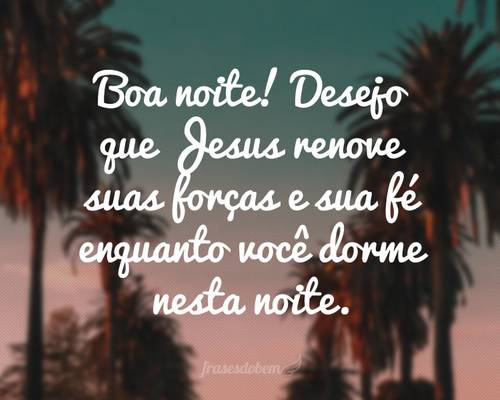 Boa noite! Desejo
que Jesus renove
suas forças e sua fé
enquanto você dorme
nesta noite.
frasesdobem